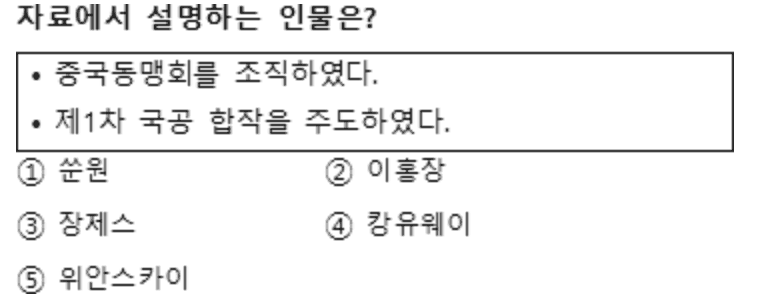 자료에서 설명하는 인물은?
• 중국동맹회를 조직하였다.
• 제1차 국공 합작을 주도하였다.
① 쑨원 ② 이홍장
③ 장제스 ④ 캉유웨이
⑤ 위안스카이